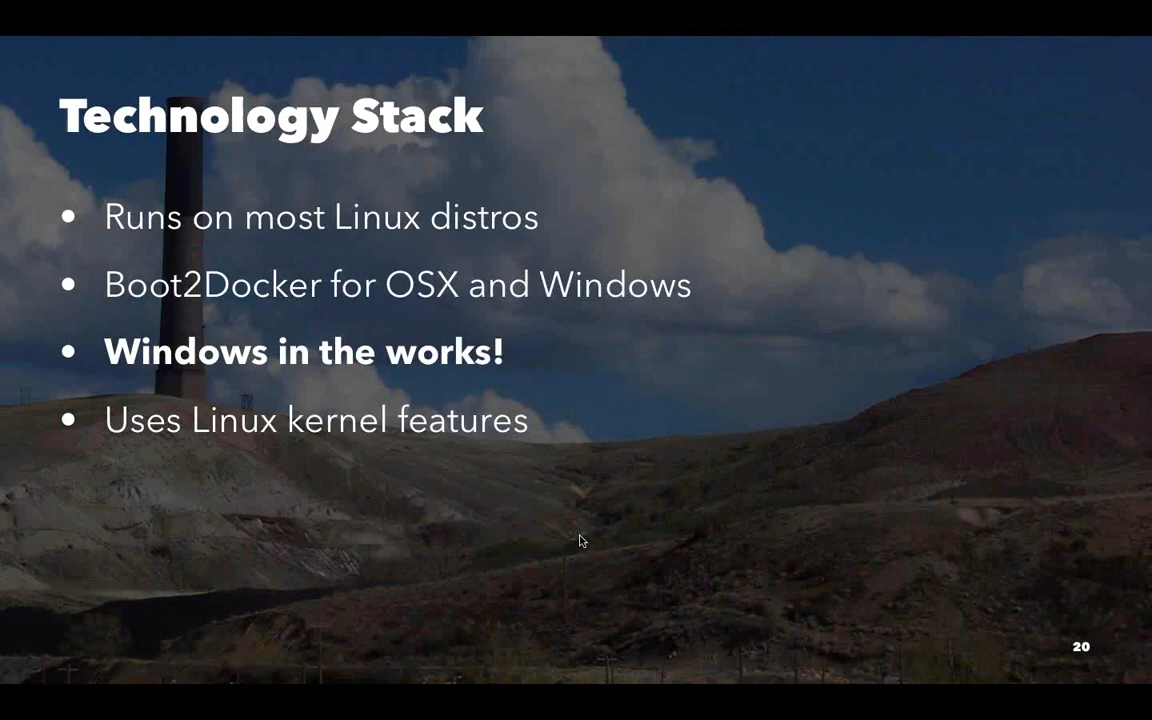 Technology Stack
• Runs on most Linux distros
• Boot2Docker for OSX and Windows
• Windows in the works!
• Uses Linux kernel features
20